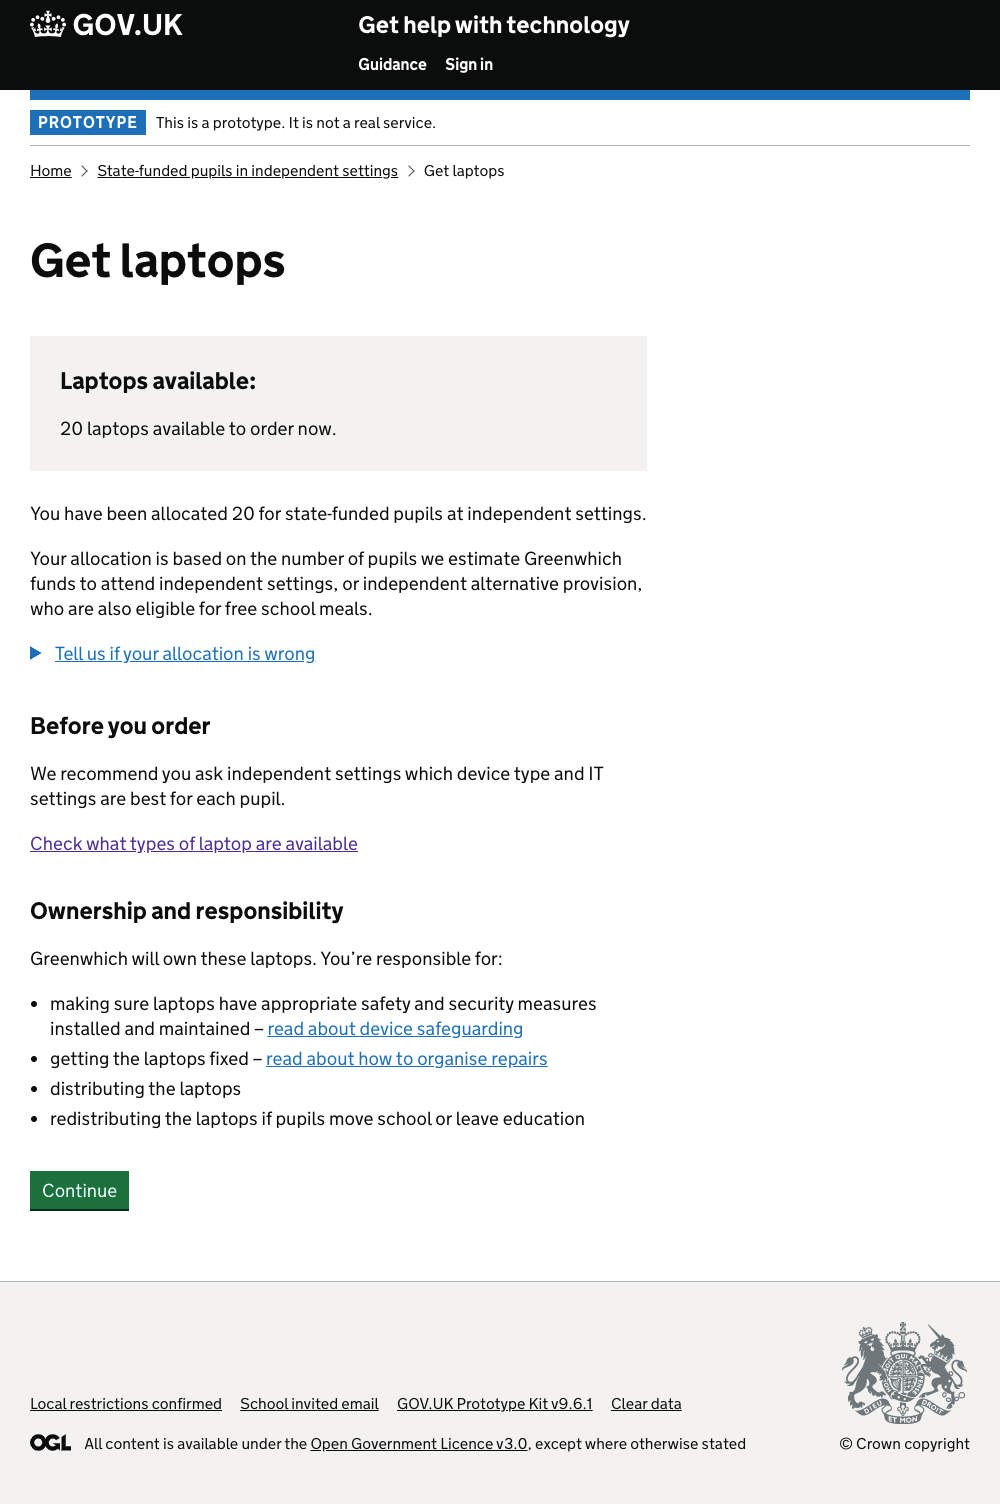 GOV.UK
Get help with technology
Guidance Sign in
PROTOTYPE This is a prototype. It is not a real service.
Home State-funded pupils in independent settings Get laptops
Get laptops
Laptops available:
20 laptops available to order now.
You have been allocated 20 for state-funded pupils at independent settings.
Your allocation is based on the number of pupils we estimate Greenwhich
funds to attend independent settings, or independent alternative provision,
who are also eligible for free school meals.
Tell us if your allocation is wrong
Before you order
We recommend you ask independent settings which device type and IT
settings are best for each pupil.
Check what types of laptop are available
Ownership and responsibility
Greenwhich will own these laptops. You’re responsible for:
• making sure laptops have appropriate safety and security measures
installed and maintained – read about device safeguarding
• getting the laptops fixed – read about how to organise repairs
• distributing the laptops
• redistributing the laptops if pupils move school or leave education
Continue
Local restrictions confirmed School invited email GOV.UK Prototype Kit v9.6.1 Clear data
DIEU ET MON DROIT
OGL All content is available under the Open Government Licence v3.0, except where otherwise stated
© Crown copyright